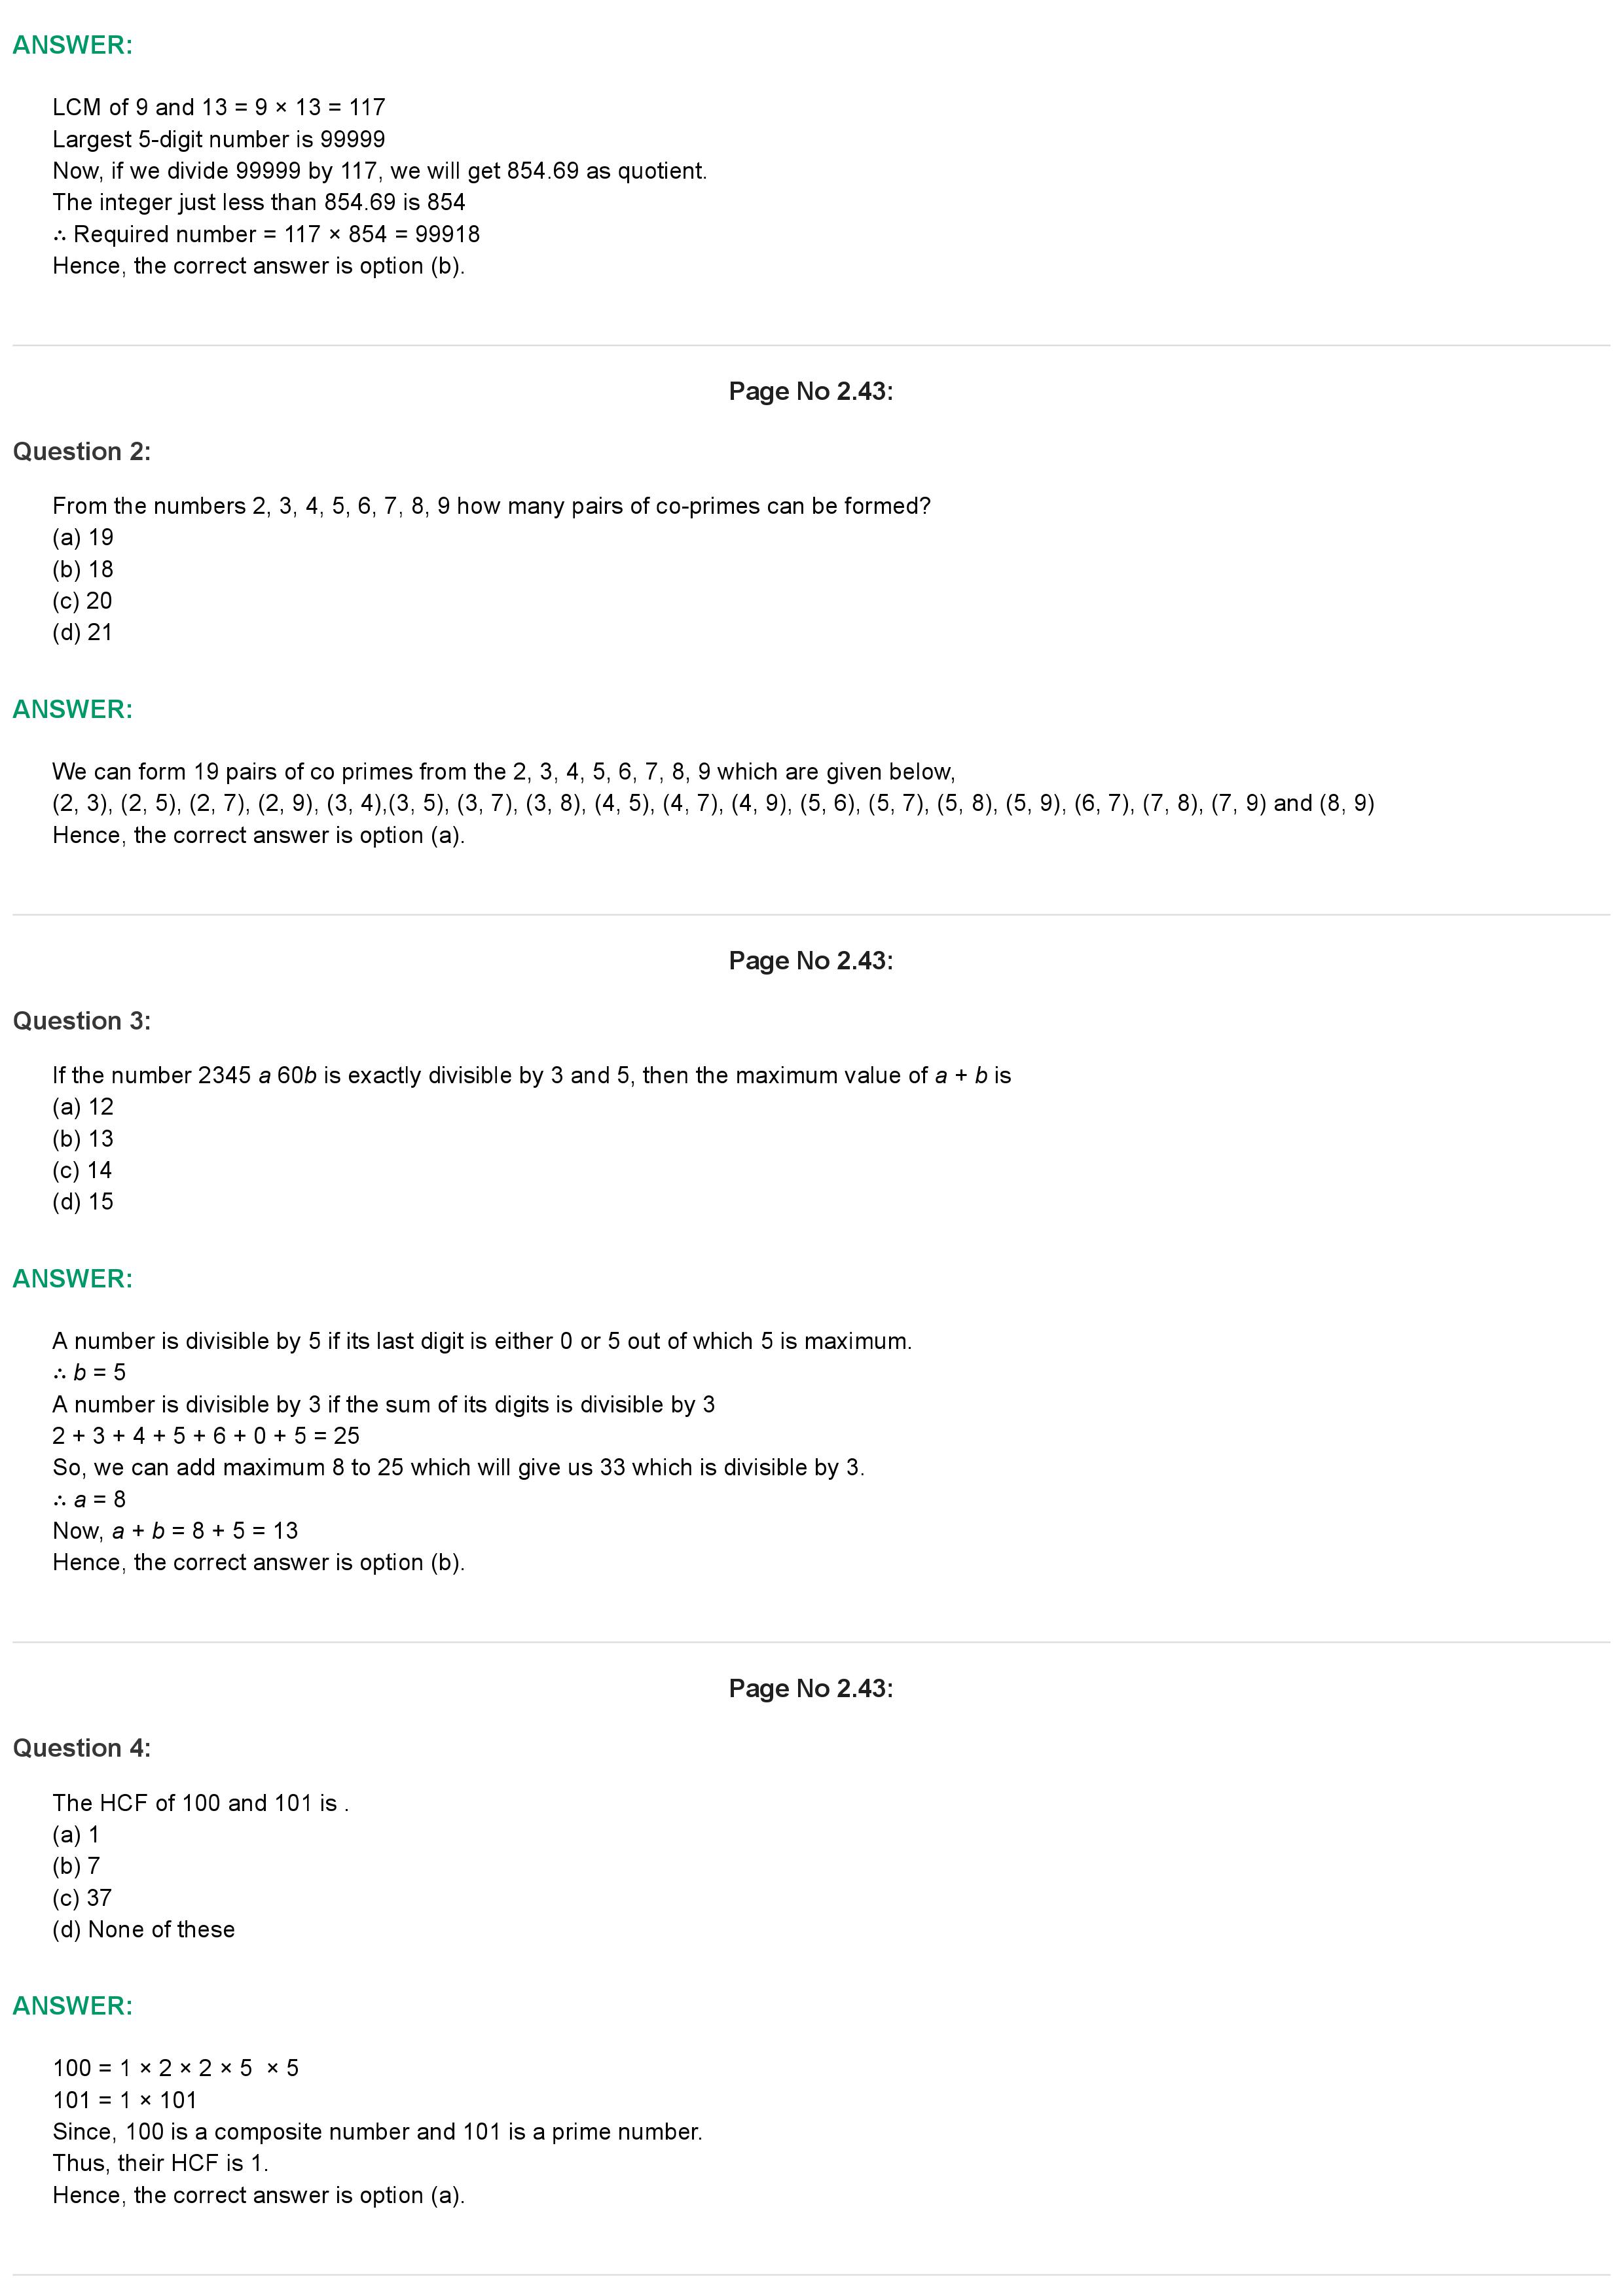 ANSWER:
LCM of 9 and 13 = 9 × 13 = 117
Largest 5-digit number is 99999
Now, if we divide 99999 by 117, we will get 854.69 as quotient.
The integer just less than 854.69 is 854
∴ Required number = 117 × 854 = 99918
Hence, the correct answer is option (b).
Page No 2.43:
Question 2:
From the numbers 2, 3, 4, 5, 6, 7, 8, 9 how many pairs of co-primes can be formed?
(a) 19
(b) 18
(c) 20
(d) 21
ANSWER:
We can form 19 pairs of co primes from the 2, 3, 4, 5, 6, 7, 8, 9 which are given below,
(2, 3), (2, 5), (2, 7), (2, 9), (3, 4),(3, 5), (3, 7), (3, 8), (4, 5), (4, 7), (4, 9), (5, 6), (5, 7), (5, 8), (5, 9), (6, 7), (7, 8), (7, 9) and (8, 9)
Hence, the correct answer is option (a).
Page No 2.43:
Question 3:
If the number 2345 a 60b is exactly divisible by 3 and 5, then the maximum value of a + b is
(a) 12
(b) 13
(c) 14
(d) 15
ANSWER:
A number is divisible by 5 if its last digit is either 0 or 5 out of which 5 is maximum.
∴ b = 5
A number is divisible by 3 if the sum of its digits is divisible by 3
2 + 3 + 4 + 5 + 6 + 0 + 5 = 25
So, we can add maximum 8 to 25 which will give us 33 which is divisible by 3.
∴ a = 8
Now, a + b = 8 + 5 = 13
Hence, the correct answer is option (b).
Page No 2.43:
Question 4:
The HCF of 100 and 101 is .
(a) 1
(b) 7
(c) 37
(d) None of these
ANSWER:
100 = 1 × 2 × 2 × 5  × 5
101 = 1 × 101
Since, 100 is a composite number and 101 is a prime number.
Thus, their HCF is 1.
Hence, the correct answer is option (a).